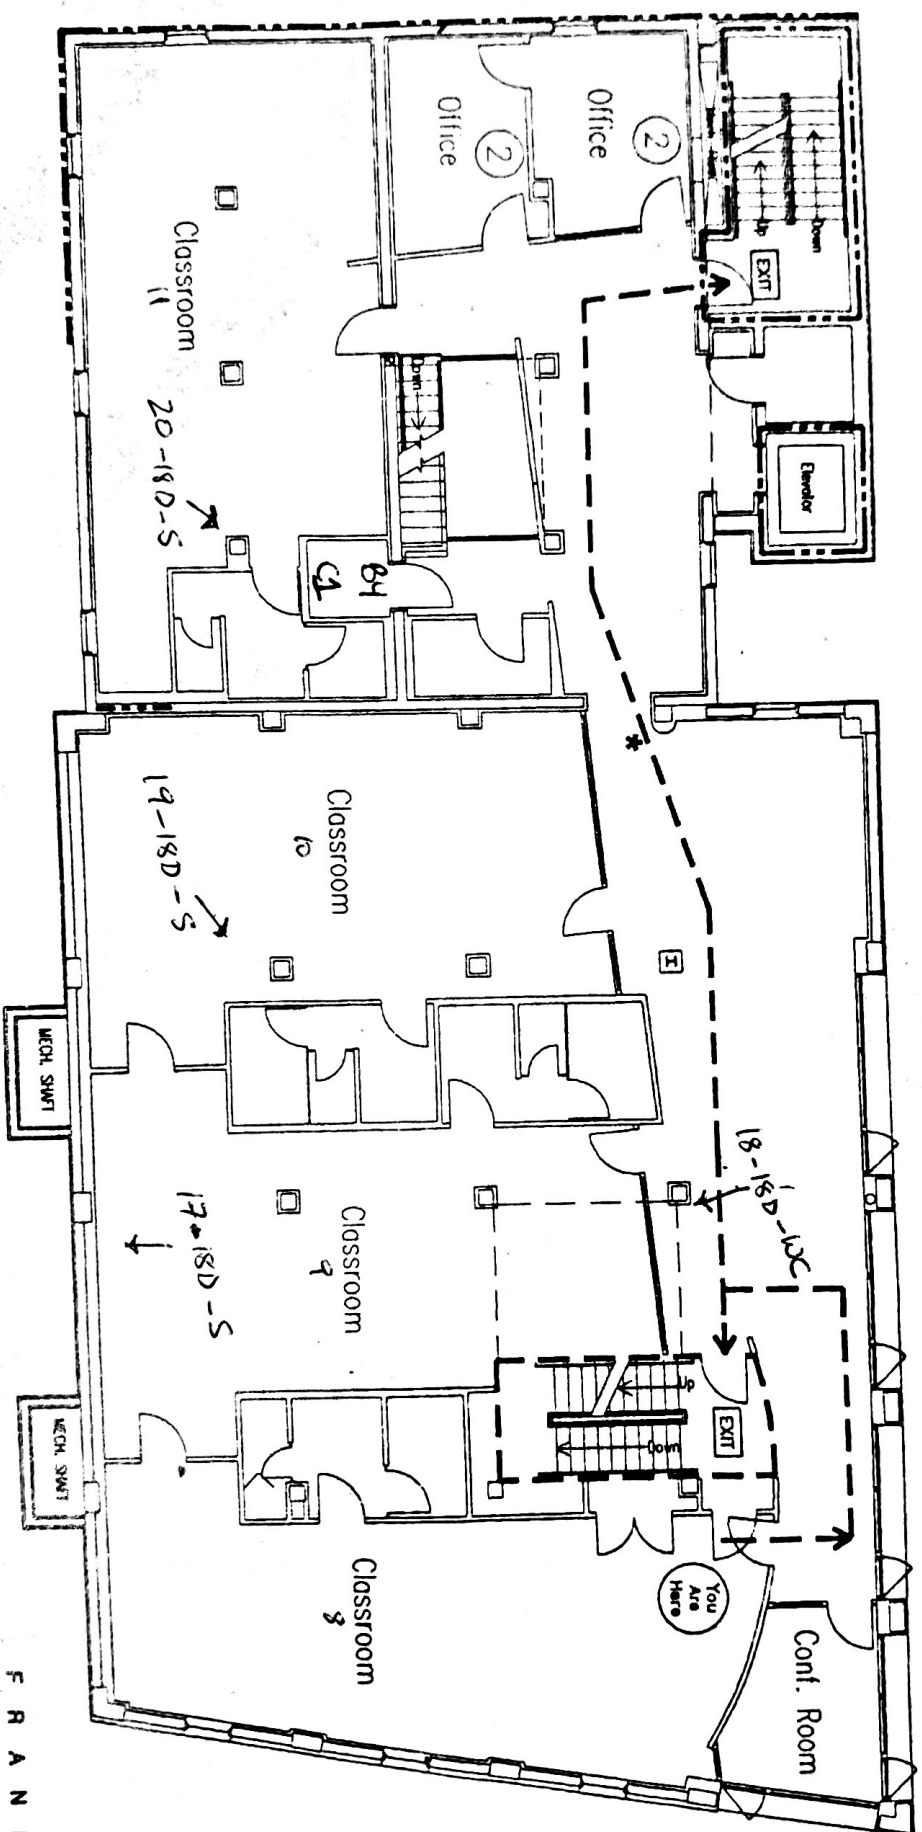 Office
2
Office
2
Down
Up
EXIT
Classroom
11
Down
Elevator
20-18D-S
B4
C1
Classroom
10
19-18D-S
H
*
MECH. SHAFT
18-18D-WC
Classroom
9
17-18D-S
Up
Down
EXIT
MECH. SHAFT
You
Are
Here
Classroom
8
Conf. Room
F R A N